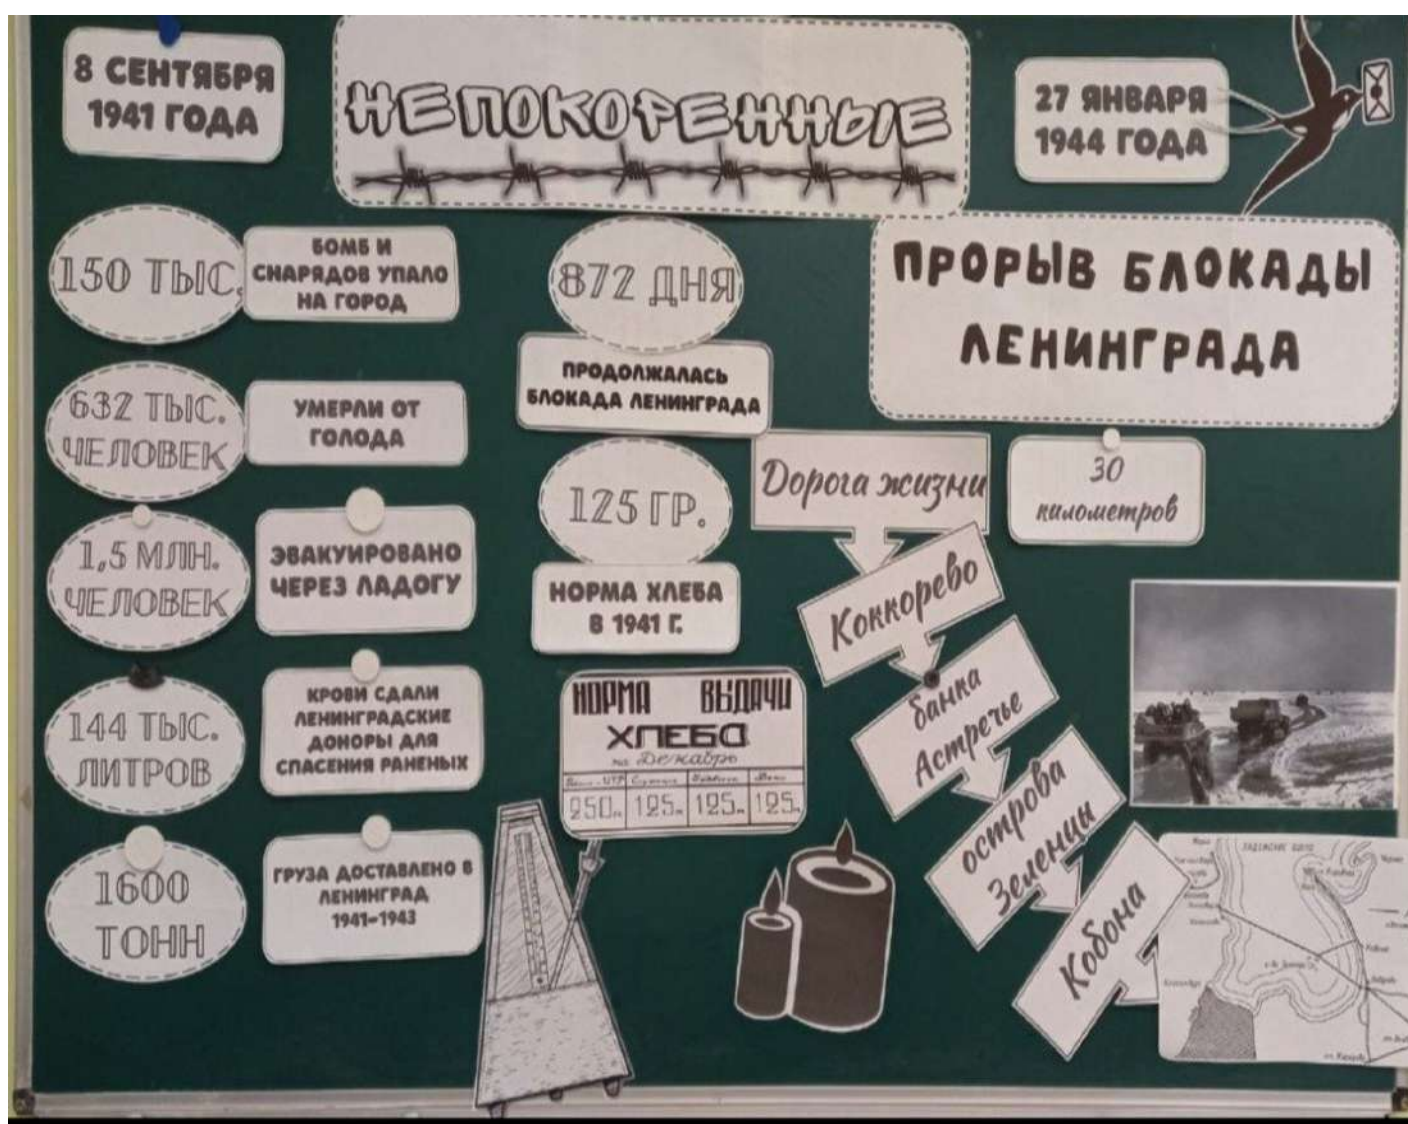 8 СЕНТЯБРЯ
1941 ГОДА
НЕПОКОРЕННЫЕ
27 ЯНВАРЯ
1944 ГОДА
150 ТЫС.
БОМБ И
СНАРЯДОВ УПАЛО
НА ГОРОД
632 ТЫС.
ЧЕЛОВЕК
УМЕРЛИ ОТ
ГОЛОДА
1,5 МЛН.
ЧЕЛОВЕК
ЭВАКУИРОВАНО
ЧЕРЕЗ ЛАДОГУ
144 ТЫС.
ЛИТРОВ
КРОВИ СДАЛИ
ЛЕНИНГРАДСКИЕ
ДОНОРЫ ДЛЯ
СПАСЕНИЯ РАНЕНЫХ
1600
ТОНН
ГРУЗА ДОСТАВЛЕНО В
ЛЕНИНГРАД
1941-1943
872 ДНЯ
ПРОДОЛЖАЛАСЬ
БЛОКАДА ЛЕНИНГРАДА
125 ГР.
НОРМА ХЛЕБА
В 1941 Г.
НОРМА ВЫДАЧИ
ХЛЕБА
на Декабрь
250 125 125 125
ПРОРЫВ БЛОКАДЫ
ЛЕНИНГРАДА
Дорога жизни
30
километров
Коккорево
банка
Астречье
острова
Зеленцы
Кобона